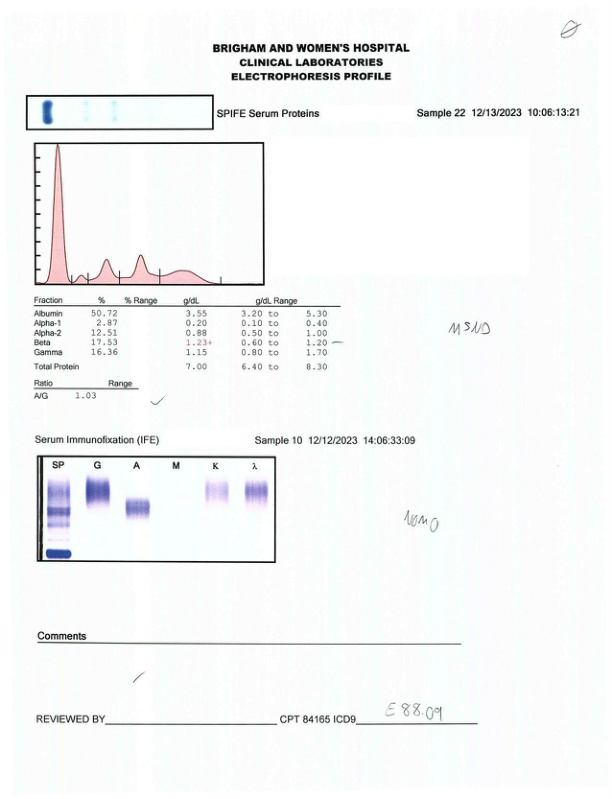 BRIGHAM AND WOMEN'S HOSPITAL
CLINICAL LABORATORIES
ELECTROPHORESIS PROFILE
SPIFE Serum Proteins Sample 22 12/13/2023 10:06:13:21
Fraction % % Range g/dL g/dL Range
Albumin 50.72 3.55 3.20 to 5.30
Alpha-1 2.87 0.20 0.10 to 0.40
Alpha-2 12.51 0.88 0.50 to 1.00
Beta 17.53 1.23+ 0.60 to 1.20
Gamma 16.36 1.15 0.80 to 1.70
Total Protein 7.00 6.40 to 8.30
MSND
Ratio Range
A/G 1.03
Serum Immunofixation (IFE) Sample 10 12/12/2023 14:06:33:09
SP G A M K λ
Comments
REVIEWED BY CPT 84165 ICD9 E88.09